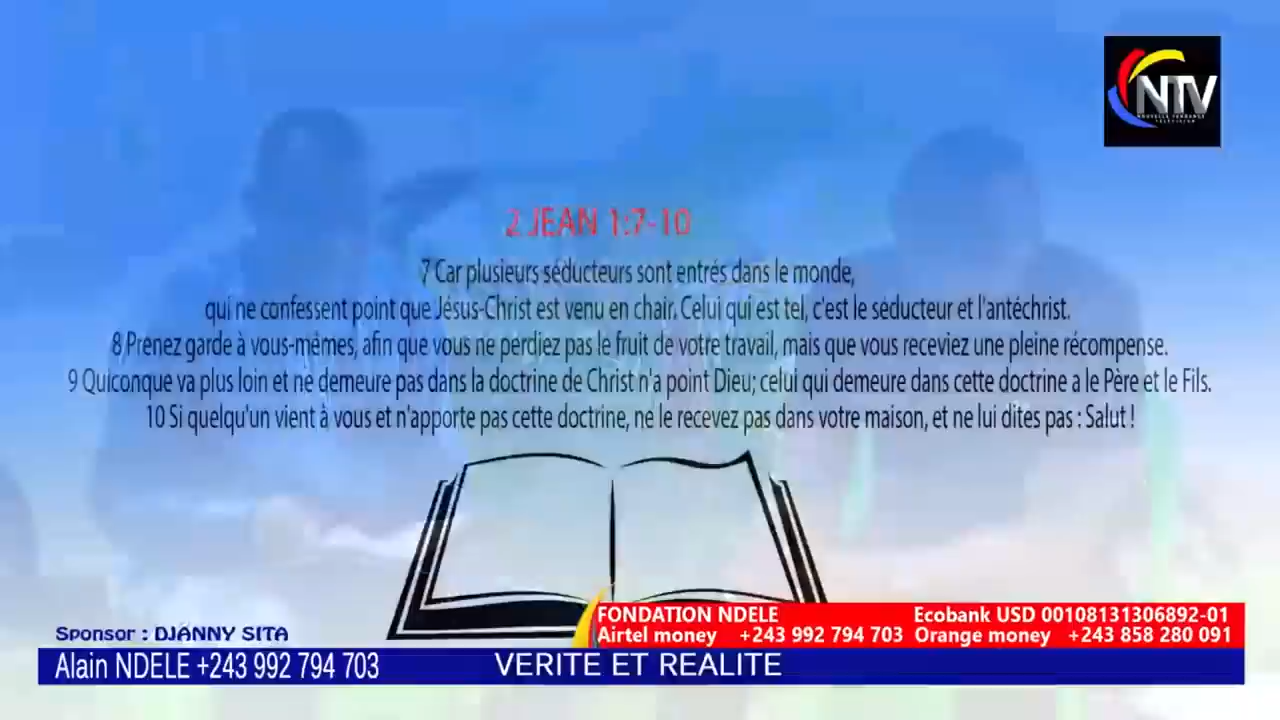 NTV
NOUVELLE TENDANCE
TELEVISION
2 JEAN 1:7-10
7 Car plusieurs séducteurs sont entrés dans le monde,
qui ne confessent point que Jésus-Christ est venu en chair. Celui qui est tel, c'est le séducteur et l'antéchrist.
8 Prenez garde à vous-mêmes, afin que vous ne perdiez pas le fruit de votre travail, mais que vous receviez une pleine récompense.
9 Quiconque va plus loin et ne demeure pas dans la doctrine de Christ n'a point Dieu; celui qui demeure dans cette doctrine a le Père et le Fils.
10 Si quelqu'un vient à vous et n'apporte pas cette doctrine, ne le recevez pas dans votre maison, et ne lui dites pas : Salut !
FONDATION NDELE Ecobank USD 00108131306892-01
Airtel money +243 992 794 703 Orange money +243 858 280 091
Sponsor : DJANNY SITA
Alain NDELE +243 992 794 703 VERITE ET REALITE